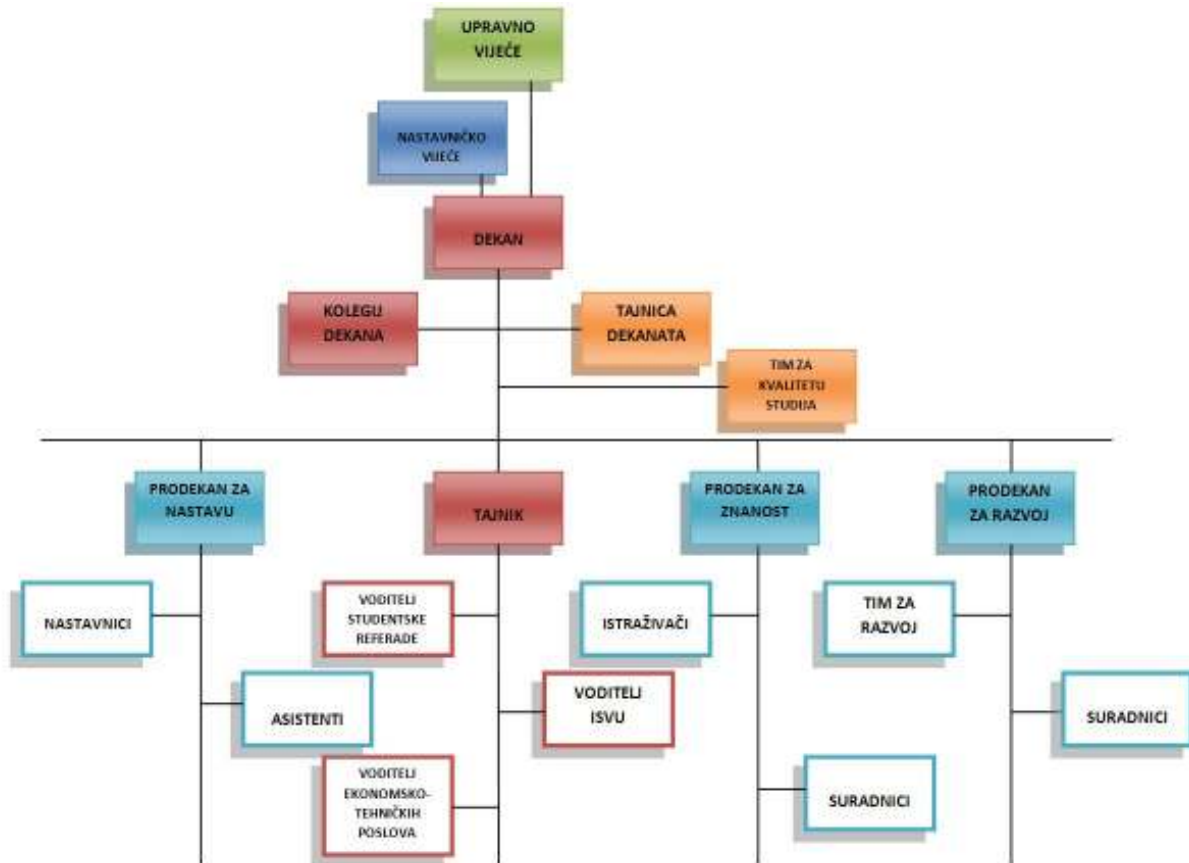 UPRAVNO
VIJEĆE
NASTAVNIČKO
VIJEĆE
DEKAN
KOLEGIJ
DEKANA
TAJNICA
DEKANATA
TIM ZA
KVALITETU
STUDIJA
PRODEKAN ZA
NASTAVU
TAJNIK
PRODEKAN ZA
ZNANOST
PRODEKAN
ZA RAZVOJ
NASTAVNICI
VODITELJ
STUDENTSKE
REFERADE
ISTRAŽIVAČI
TIM ZA
RAZVOJ
ASISTENTI
VODITELJ
ISVU
SURADNICI
VODITELJ
EKONOMSKO-
TEHNIČKIH
POSLOVA
SURADNICI